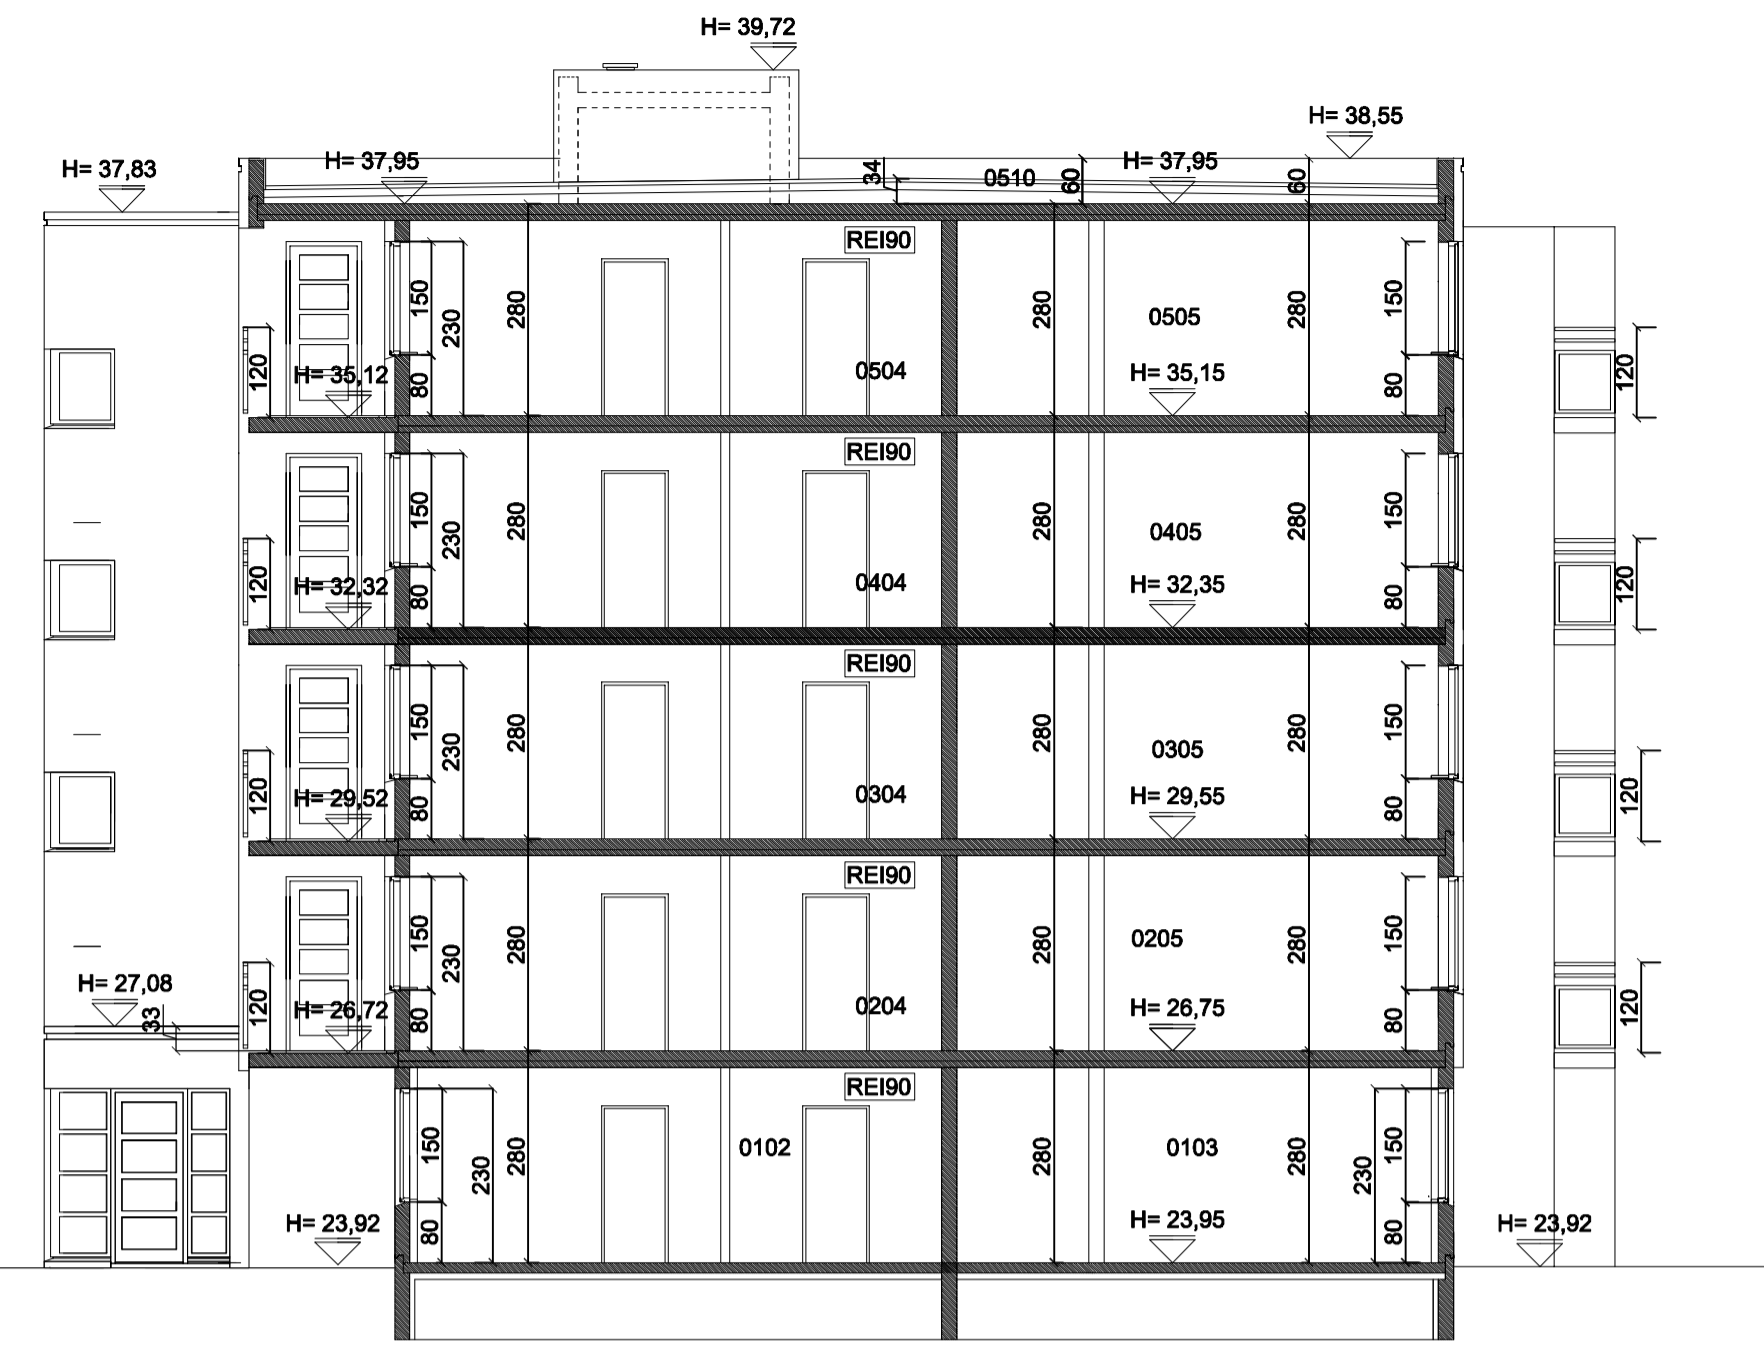 H= 39,72
H= 38,55
H= 37,83
H= 37,95
34
0510
60
H= 37,95
60
REI90
150
230
280
280
0505
280
150
120
H= 35,12
80
0504
H= 35,15
80
120
REI90
150
230
280
280
0405
280
150
120
H= 32,32
80
0404
H= 32,35
80
120
REI90
150
230
280
280
0305
280
150
120
H= 29,52
80
0304
H= 29,55
80
120
REI90
150
230
280
280
0205
280
150
H= 27,08
33
120
H= 26,72
80
0204
H= 26,75
80
120
REI90
150
230
280
0102
280
0103
280
230
150
H= 23,92
80
H= 23,95
80
H= 23,92